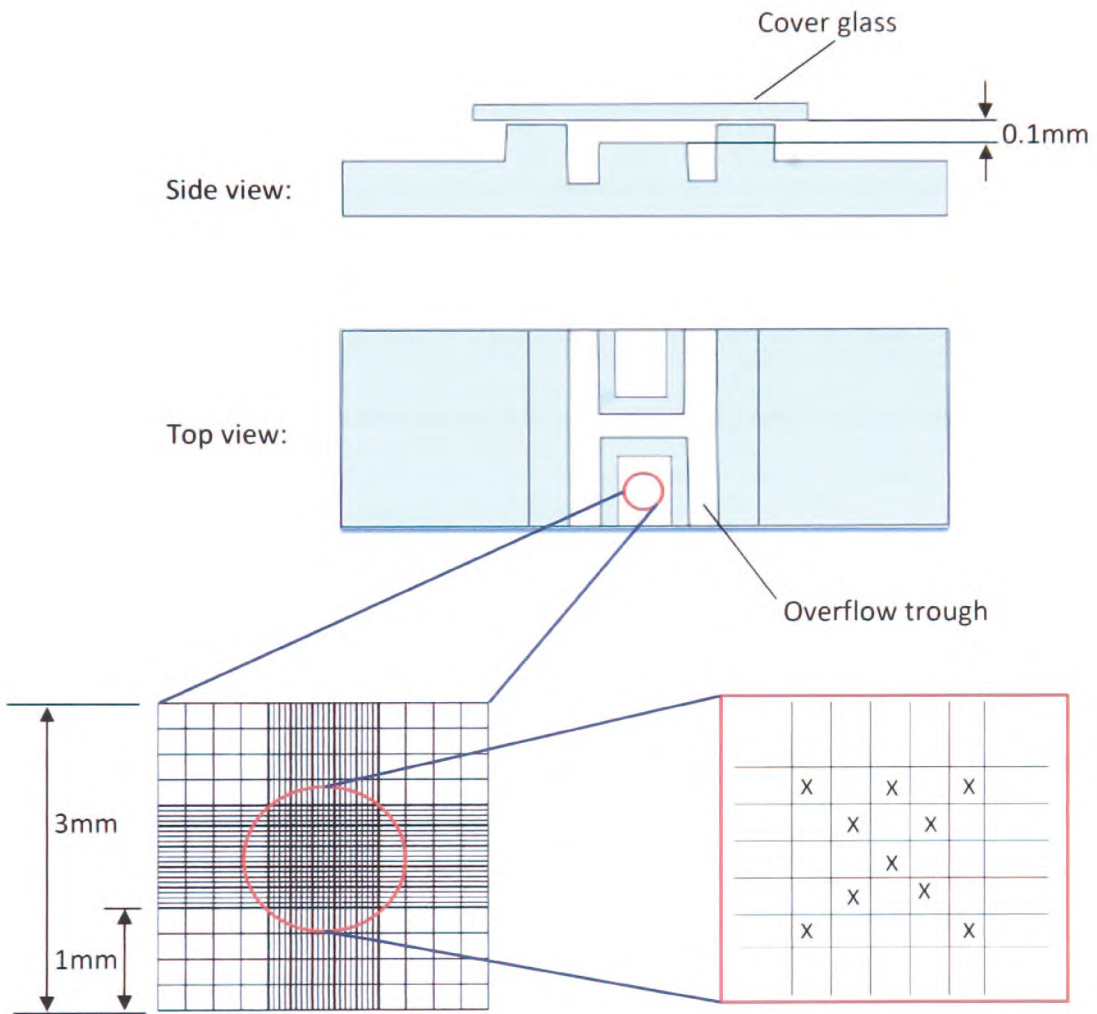 Cover glass
0.1mm
Side view:
Top view:
Overflow trough
3mm
1mm
X X X
X X
X
X X
X X